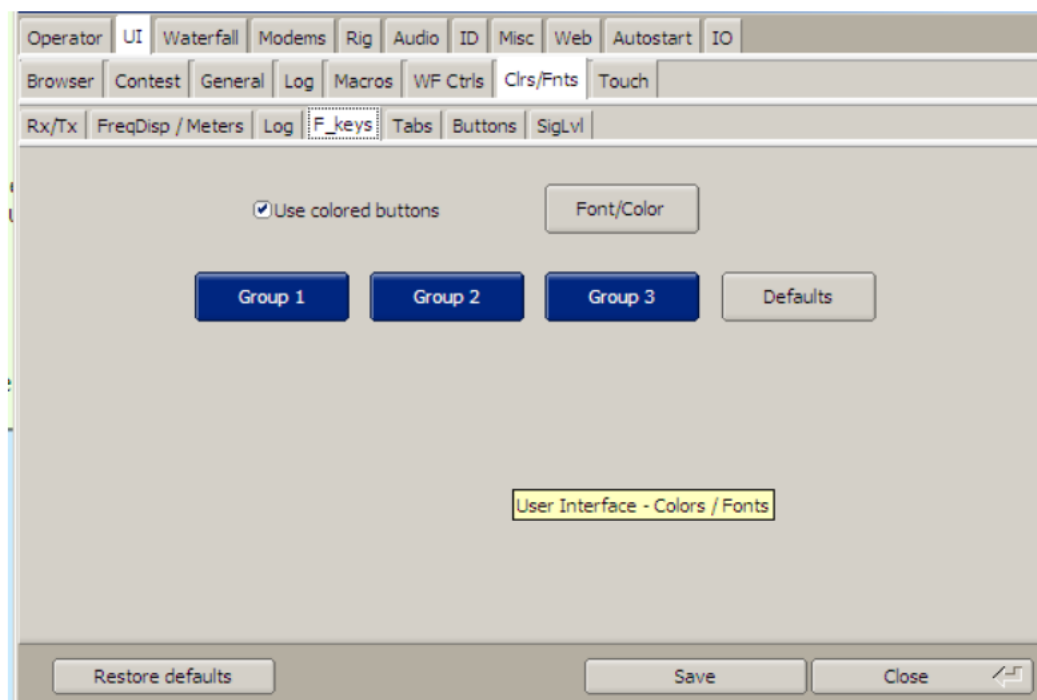 Operator UI Waterfall Modems Rig Audio ID Misc Web Autostart IO
Browser Contest General Log Macros WF Ctrls Clrs/Fnts Touch
Rx/Tx FreqDisp / Meters Log F_keys Tabs Buttons SigLvl
Use colored buttons Font/Color
Group 1 Group 2 Group 3 Defaults
User Interface - Colors / Fonts
Restore defaults Save Close